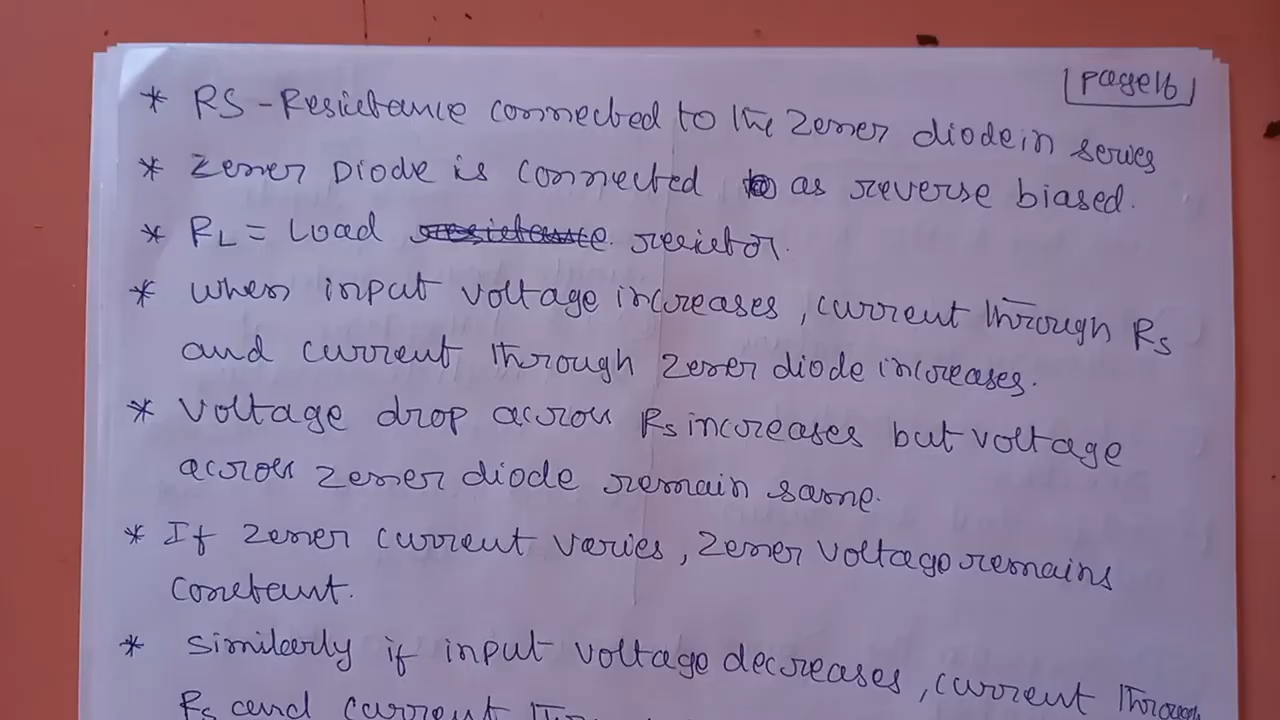 page16
* RS - Resistance connected to the Zener diode in series
* Zener Diode is connected as reverse biased.
* RL = Load resistor.
* when input voltage increases, current through Rs
and current through Zener diode increases.
* Voltage drop across Rs increases but voltage
across zener diode remain same.
* If zener current varies, zener voltage remains
constant.
* similarly if input voltage decreases, current through
Rs and current